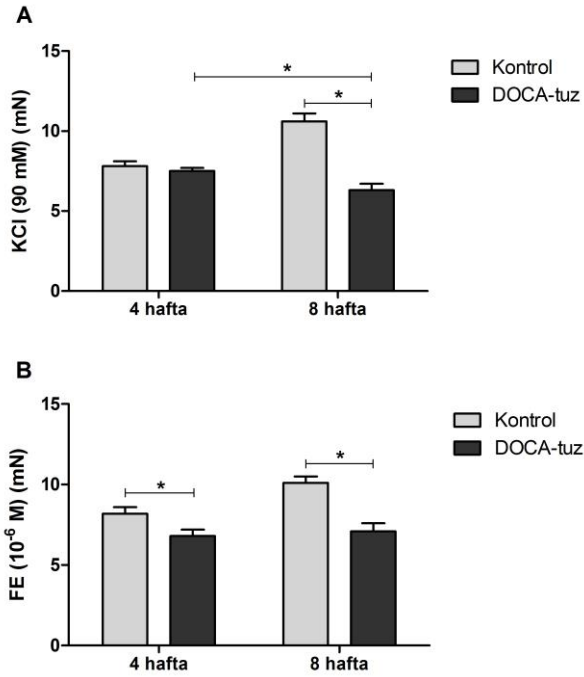 A
KCl (90 mM) (mN)
15
10
5
0
*
*
4 hafta
8 hafta
Kontrol
DOCA-tuz
B
FE (10⁻⁶ M) (mN)
15
10
5
0
*
*
4 hafta
8 hafta
Kontrol
DOCA-tuz